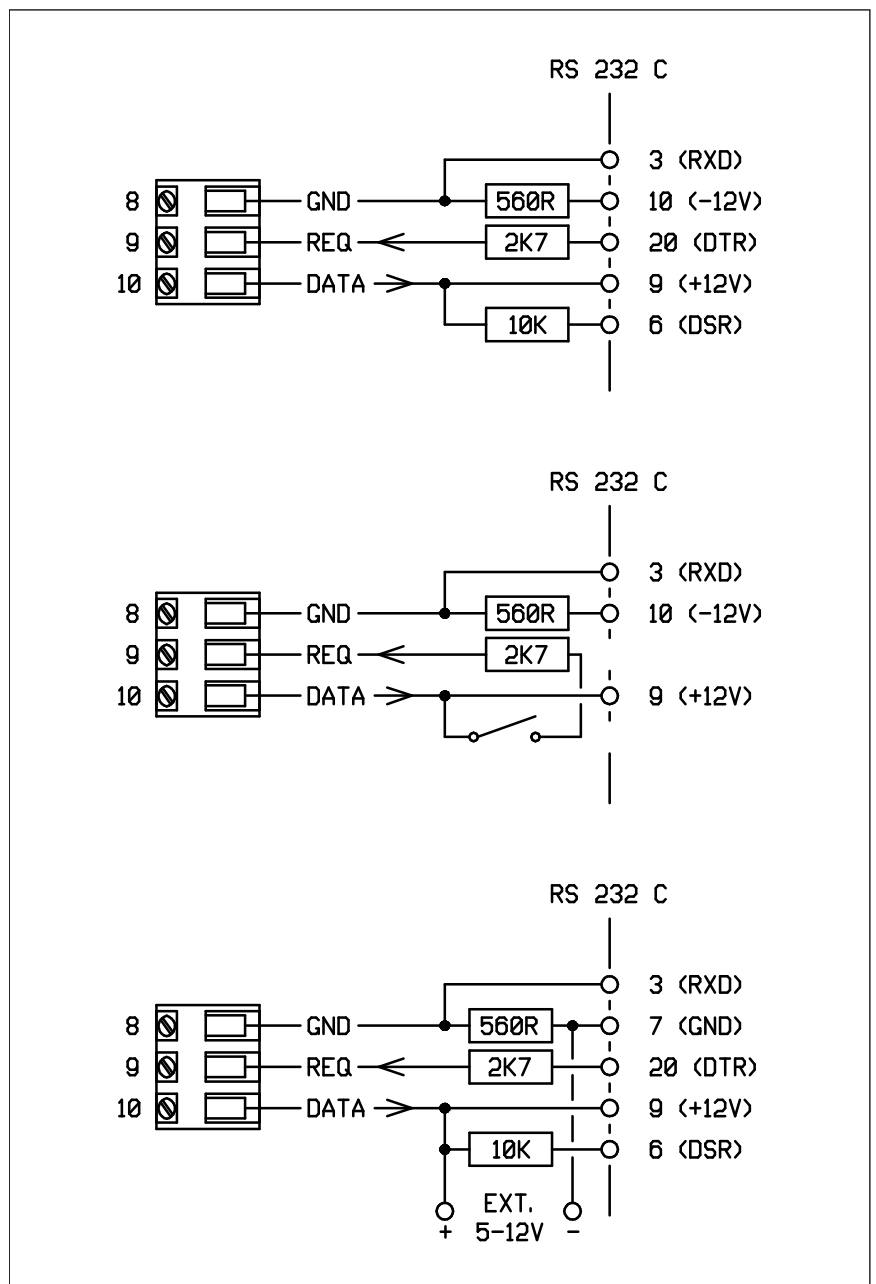 RS 232 C
3 (RXD)
8 GND 560R 10 (-12V)
9 REQ 2K7 20 (DTR)
10 DATA 9 (+12V)
10K 6 (DSR)
RS 232 C
3 (RXD)
8 GND 560R 10 (-12V)
9 REQ 2K7
10 DATA 9 (+12V)
RS 232 C
3 (RXD)
8 GND 560R 7 (GND)
9 REQ 2K7 20 (DTR)
10 DATA 9 (+12V)
10K 6 (DSR)
EXT.
+ 5-12V -